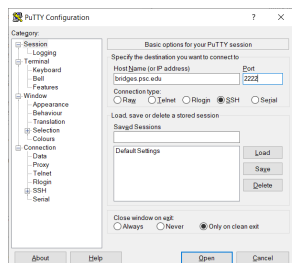 PuTTY Configuration
Category:
Session
Logging
Terminal
Keyboard
Bell
Features
Window
Appearance
Behaviour
Translation
Selection
Colours
Connection
Data
Proxy
Telnet
Rlogin
SSH
Serial
Basic options for your PuTTY session
Specify the destination you want to connect to
Host Name (or IP address) Port
bridges.psc.edu 2222
Connection type:
Raw Telnet Rlogin SSH Serial
Load, save or delete a stored session
Saved Sessions
Default Settings
Load
Save
Delete
Close window on exit:
Always Never Only on clean exit
About Help Open Cancel